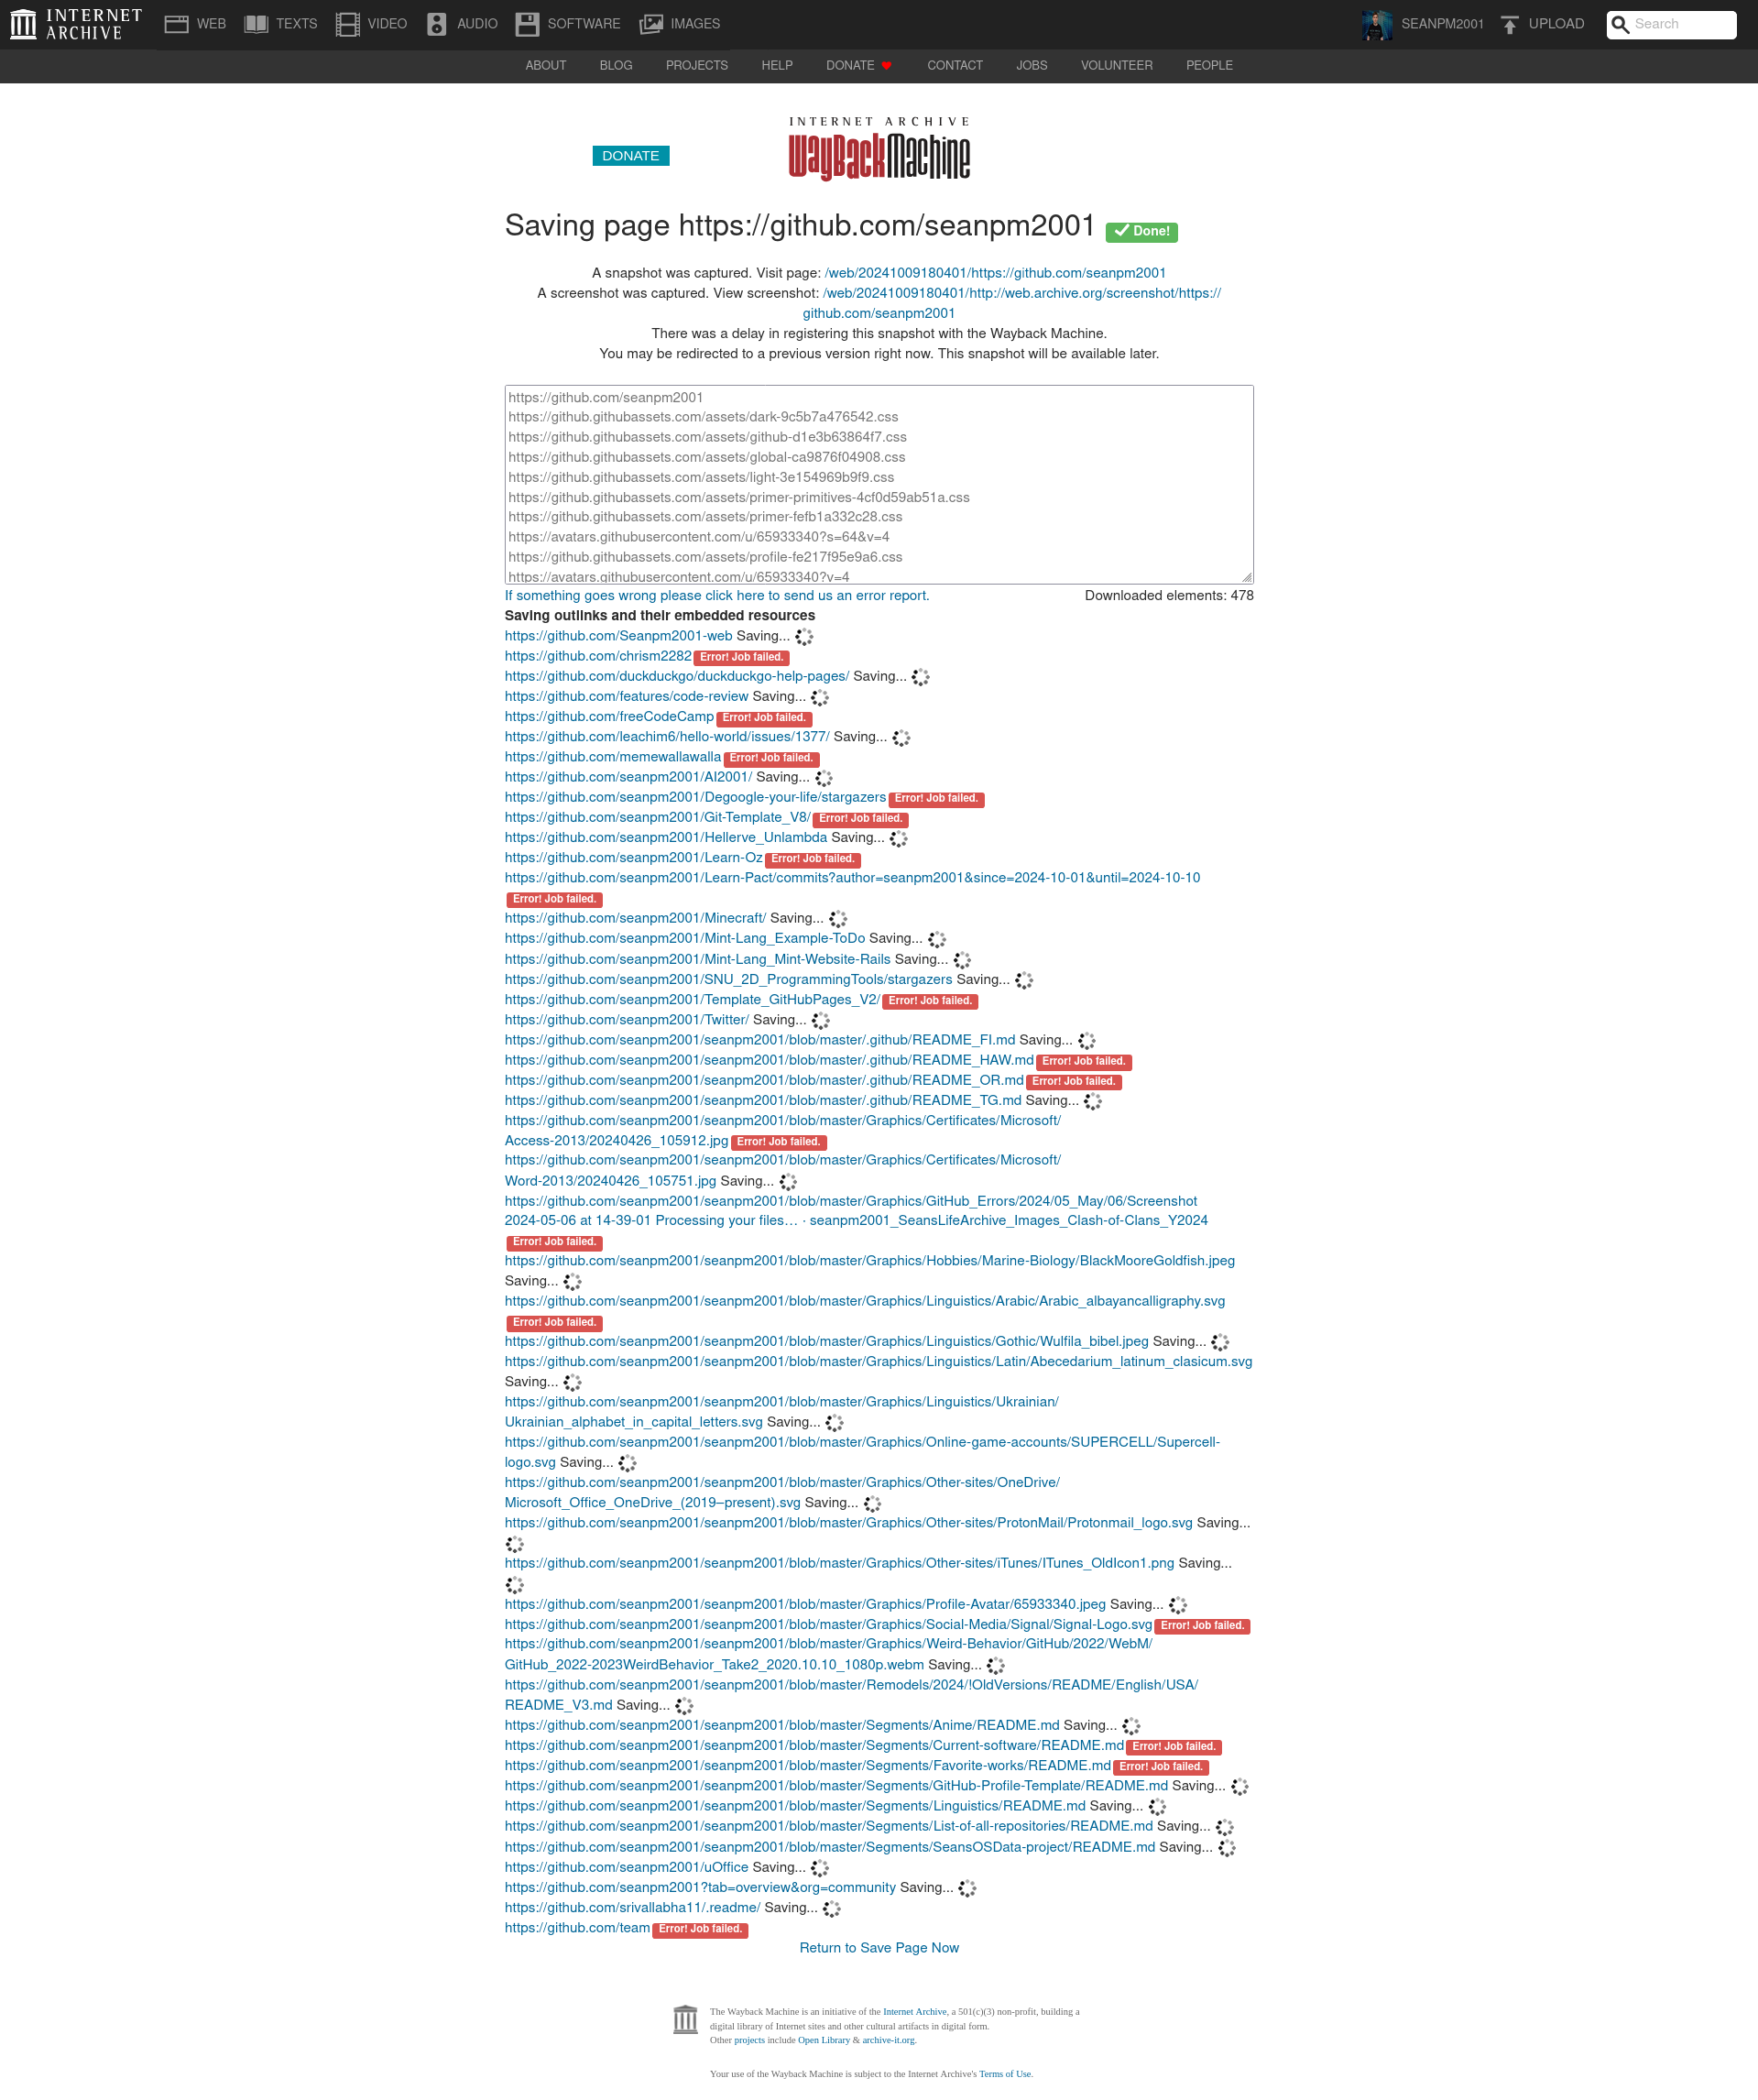 INTERNET ARCHIVE
WEB TEXTS VIDEO AUDIO SOFTWARE IMAGES SEANPM2001 UPLOAD Search
ABOUT BLOG PROJECTS HELP DONATE CONTACT JOBS VOLUNTEER PEOPLE
INTERNET ARCHIVE
DONATE WayBackMachine
Saving page https://github.com/seanpm2001 Done!
A snapshot was captured. Visit page: /web/20241009180401/https://github.com/seanpm2001
A screenshot was captured. View screenshot: /web/20241009180401/http://web.archive.org/screenshot/https://
github.com/seanpm2001
There was a delay in registering this snapshot with the Wayback Machine.
You may be redirected to a previous version right now. This snapshot will be available later.
https://github.com/seanpm2001
https://github.githubassets.com/assets/dark-9c5b7a476542.css
https://github.githubassets.com/assets/github-d1e3b63864f7.css
https://github.githubassets.com/assets/global-ca9876f04908.css
https://github.githubassets.com/assets/light-3e154969b9f9.css
https://github.githubassets.com/assets/primer-primitives-4cf0d59ab51a.css
https://github.githubassets.com/assets/primer-fefb1a332c28.css
https://avatars.githubusercontent.com/u/65933340?s=64&v=4
https://github.githubassets.com/assets/profile-fe217f95e9a6.css
https://avatars.githubusercontent.com/u/65933340?v=4
If something goes wrong please click here to send us an error report. Downloaded elements: 478
Saving outlinks and their embedded resources
https://github.com/Seanpm2001-web Saving...
https://github.com/chrism2282 Error! Job failed.
https://github.com/duckduckgo/duckduckgo-help-pages/ Saving...
https://github.com/features/code-review Saving...
https://github.com/freeCodeCamp Error! Job failed.
https://github.com/leachim6/hello-world/issues/1377/ Saving...
https://github.com/memewallawalla Error! Job failed.
https://github.com/seanpm2001/AI2001/ Saving...
https://github.com/seanpm2001/Degoogle-your-life/stargazers Error! Job failed.
https://github.com/seanpm2001/Git-Template_V8/ Error! Job failed.
https://github.com/seanpm2001/Hellerve_Unlambda Saving...
https://github.com/seanpm2001/Learn-Oz Error! Job failed.
https://github.com/seanpm2001/Learn-Pact/commits?author=seanpm2001&since=2024-10-01&until=2024-10-10
Error! Job failed.
https://github.com/seanpm2001/Minecraft/ Saving...
https://github.com/seanpm2001/Mint-Lang_Example-ToDo Saving...
https://github.com/seanpm2001/Mint-Lang_Mint-Website-Rails Saving...
https://github.com/seanpm2001/SNU_2D_ProgrammingTools/stargazers Saving...
https://github.com/seanpm2001/Template_GitHubPages_V2/ Error! Job failed.
https://github.com/seanpm2001/Twitter/ Saving...
https://github.com/seanpm2001/seanpm2001/blob/master/.github/README_FI.md Saving...
https://github.com/seanpm2001/seanpm2001/blob/master/.github/README_HAW.md Error! Job failed.
https://github.com/seanpm2001/seanpm2001/blob/master/.github/README_OR.md Error! Job failed.
https://github.com/seanpm2001/seanpm2001/blob/master/.github/README_TG.md Saving...
https://github.com/seanpm2001/seanpm2001/blob/master/Graphics/Certificates/Microsoft/
Access-2013/20240426_105912.jpg Error! Job failed.
https://github.com/seanpm2001/seanpm2001/blob/master/Graphics/Certificates/Microsoft/
Word-2013/20240426_105751.jpg Saving...
https://github.com/seanpm2001/seanpm2001/blob/master/Graphics/GitHub_Errors/2024/05_May/06/Screenshot
2024-05-06 at 14-39-01 Processing your files… · seanpm2001_SeansLifeArchive_Images_Clash-of-Clans_Y2024
Error! Job failed.
https://github.com/seanpm2001/seanpm2001/blob/master/Graphics/Hobbies/Marine-Biology/BlackMooreGoldfish.jpeg
Saving...
https://github.com/seanpm2001/seanpm2001/blob/master/Graphics/Linguistics/Arabic/Arabic_albayancalligraphy.svg
Error! Job failed.
https://github.com/seanpm2001/seanpm2001/blob/master/Graphics/Linguistics/Gothic/Wulfila_bibel.jpeg Saving...
https://github.com/seanpm2001/seanpm2001/blob/master/Graphics/Linguistics/Latin/Abecedarium_latinum_clasicum.svg
Saving...
https://github.com/seanpm2001/seanpm2001/blob/master/Graphics/Linguistics/Ukrainian/
Ukrainian_alphabet_in_capital_letters.svg Saving...
https://github.com/seanpm2001/seanpm2001/blob/master/Graphics/Online-game-accounts/SUPERCELL/Supercell-
logo.svg Saving...
https://github.com/seanpm2001/seanpm2001/blob/master/Graphics/Other-sites/OneDrive/
Microsoft_Office_OneDrive_(2019–present).svg Saving...
https://github.com/seanpm2001/seanpm2001/blob/master/Graphics/Other-sites/ProtonMail/Protonmail_logo.svg Saving...
https://github.com/seanpm2001/seanpm2001/blob/master/Graphics/Other-sites/iTunes/ITunes_OldIcon1.png Saving...
https://github.com/seanpm2001/seanpm2001/blob/master/Graphics/Profile-Avatar/65933340.jpeg Saving...
https://github.com/seanpm2001/seanpm2001/blob/master/Graphics/Social-Media/Signal/Signal-Logo.svg Error! Job failed.
https://github.com/seanpm2001/seanpm2001/blob/master/Graphics/Weird-Behavior/GitHub/2022/WebM/
GitHub_2022-2023WeirdBehavior_Take2_2020.10.10_1080p.webm Saving...
https://github.com/seanpm2001/seanpm2001/blob/master/Remodels/2024/!OldVersions/README/English/USA/
README_V3.md Saving...
https://github.com/seanpm2001/seanpm2001/blob/master/Segments/Anime/README.md Saving...
https://github.com/seanpm2001/seanpm2001/blob/master/Segments/Current-software/README.md Error! Job failed.
https://github.com/seanpm2001/seanpm2001/blob/master/Segments/Favorite-works/README.md Error! Job failed.
https://github.com/seanpm2001/seanpm2001/blob/master/Segments/GitHub-Profile-Template/README.md Saving...
https://github.com/seanpm2001/seanpm2001/blob/master/Segments/Linguistics/README.md Saving...
https://github.com/seanpm2001/seanpm2001/blob/master/Segments/List-of-all-repositories/README.md Saving...
https://github.com/seanpm2001/seanpm2001/blob/master/Segments/SeansOSData-project/README.md Saving...
https://github.com/seanpm2001/uOffice Saving...
https://github.com/seanpm2001?tab=overview&org=community Saving...
https://github.com/srivallabha11/.readme/ Saving...
https://github.com/team Error! Job failed.
Return to Save Page Now
The Wayback Machine is an initiative of the Internet Archive, a 501(c)(3) non-profit, building a
digital library of Internet sites and other cultural artifacts in digital form.
Other projects include Open Library & archive-it.org.
Your use of the Wayback Machine is subject to the Internet Archive's Terms of Use.